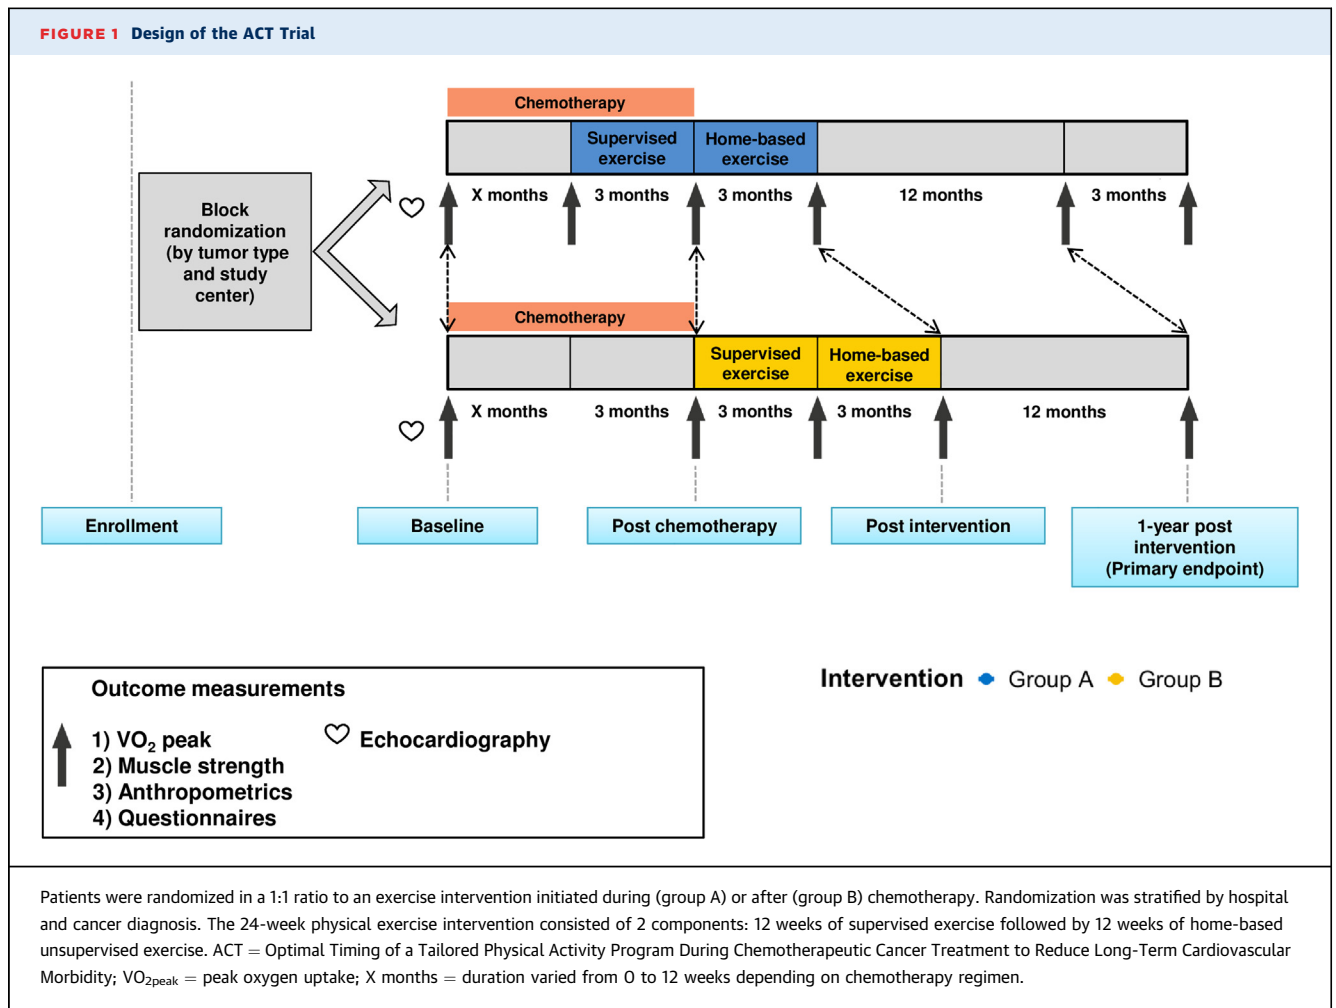 FIGURE 1 Design of the ACT Trial
Chemotherapy
Supervised
exercise
Home-based
exercise
X months
3 months
3 months
12 months
3 months
Block
randomization
(by tumor type
and study
center)
Chemotherapy
Supervised
exercise
Home-based
exercise
X months
3 months
3 months
3 months
12 months
Enrollment
Baseline
Post chemotherapy
Post intervention
1-year post
intervention
(Primary endpoint)
Outcome measurements
1) VO₂ peak
2) Muscle strength
3) Anthropometrics
4) Questionnaires
Echocardiography
Intervention Group A Group B
Patients were randomized in a 1:1 ratio to an exercise intervention initiated during (group A) or after (group B) chemotherapy. Randomization was stratified by hospital
and cancer diagnosis. The 24-week physical exercise intervention consisted of 2 components: 12 weeks of supervised exercise followed by 12 weeks of home-based
unsupervised exercise. ACT = Optimal Timing of a Tailored Physical Activity Program During Chemotherapeutic Cancer Treatment to Reduce Long-Term Cardiovascular
Morbidity; VO₂peak = peak oxygen uptake; X months = duration varied from 0 to 12 weeks depending on chemotherapy regimen.